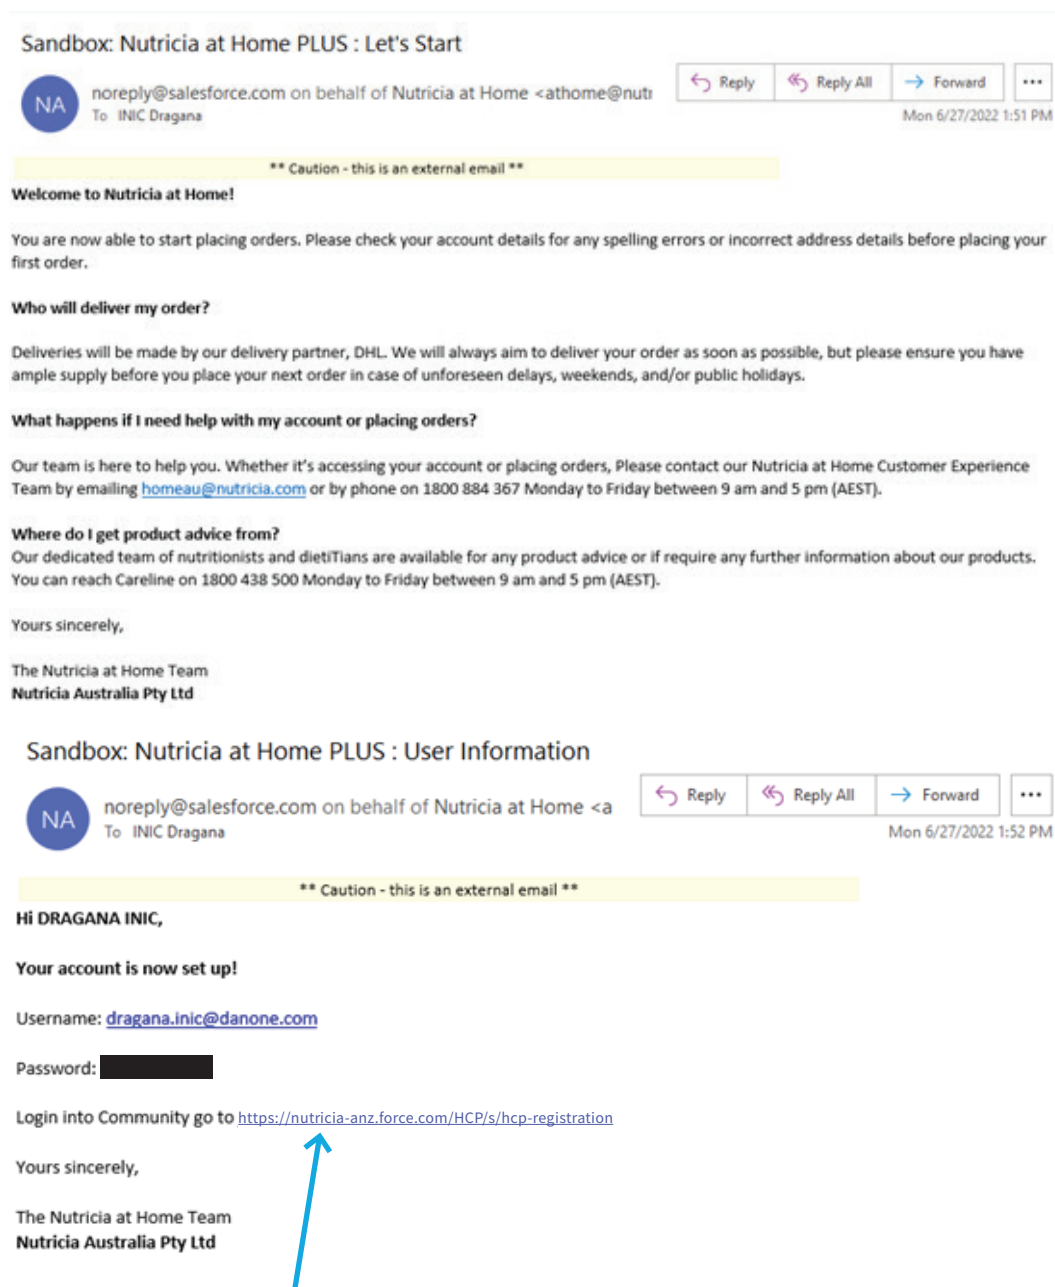 Sandbox: Nutricia at Home PLUS : Let's Start
Reply
Reply All
Forward
NA
noreply@salesforce.com on behalf of Nutricia at Home <athome@nutr
To INIC Dragana
Mon 6/27/2022 1:51 PM
** Caution - this is an external email **
Welcome to Nutricia at Home!
You are now able to start placing orders. Please check your account details for any spelling errors or incorrect address details before placing your
first order.
Who will deliver my order?
Deliveries will be made by our delivery partner, DHL. We will always aim to deliver your order as soon as possible, but please ensure you have
ample supply before you place your next order in case of unforeseen delays, weekends, and/or public holidays.
What happens if I need help with my account or placing orders?
Our team is here to help you. Whether it's accessing your account or placing orders, Please contact our Nutricia at Home Customer Experience
Team by emailing homeau@nutricia.com or by phone on 1800 884 367 Monday to Friday between 9 am and 5 pm (AEST).
Where do I get product advice from?
Our dedicated team of nutritionists and dietiTians are available for any product advice or if require any further information about our products.
You can reach Careline on 1800 438 500 Monday to Friday between 9 am and 5 pm (AEST).
Yours sincerely,
The Nutricia at Home Team
Nutricia Australia Pty Ltd
Sandbox: Nutricia at Home PLUS : User Information
Reply
Reply All
Forward
NA
noreply@salesforce.com on behalf of Nutricia at Home <a
To INIC Dragana
Mon 6/27/2022 1:52 PM
** Caution - this is an external email **
Hi DRAGANA INIC,
Your account is now set up!
Username: dragana.inic@danone.com
Password:
Login into Community go to https://nutricia-anz.force.com/HCP/s/hcp-registration
Yours sincerely,
The Nutricia at Home Team
Nutricia Australia Pty Ltd